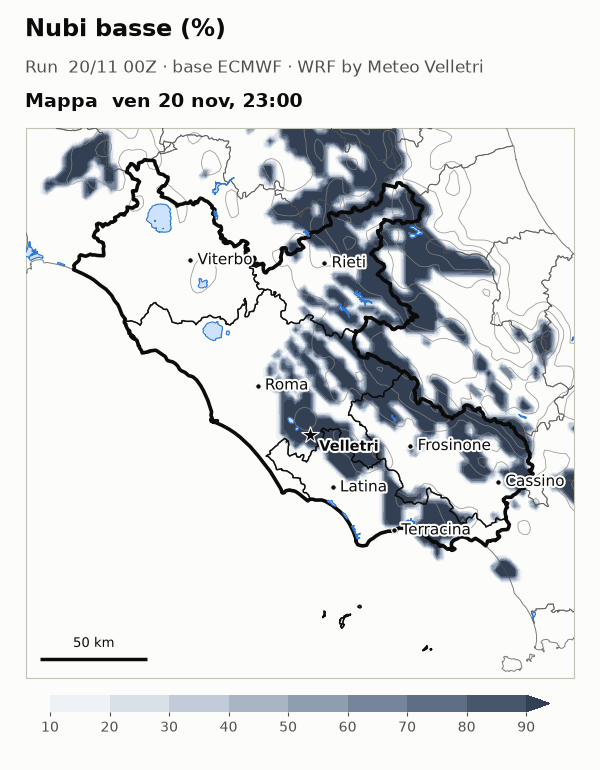 Nubi basse (%)
Run  20/11 00Z · base ECMWF · WRF by Meteo Velletri
Mappa  ven 20 nov, 23:00
Viterbo
Rieti
Roma
Velletri
Frosinone
Cassino
Latina
Terracina
50 km
10 20 30 40 50 60 70 80 90